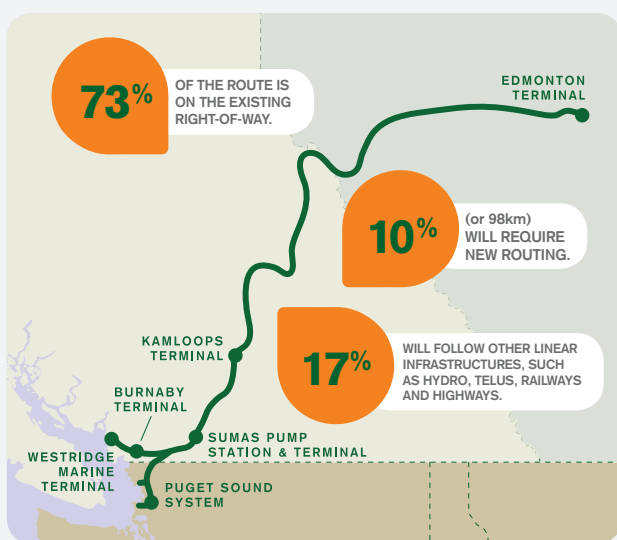 73%
OF THE ROUTE IS
ON THE EXISTING
RIGHT-OF-WAY.
EDMONTON
TERMINAL
10%
(or 98km)
WILL REQUIRE
NEW ROUTING.
KAMLOOPS
TERMINAL
17%
WILL FOLLOW OTHER LINEAR
INFRASTRUCTURES, SUCH
AS HYDRO, TELUS, RAILWAYS
AND HIGHWAYS.
BURNABY
TERMINAL
SUMAS PUMP
STATION & TERMINAL
WESTRIDGE
MARINE
TERMINAL
PUGET SOUND
SYSTEM